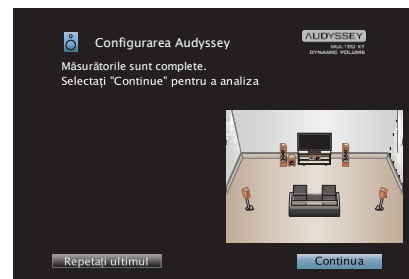 Configurarea Audyssey
AUDYSSEY
MULTEQ XT
DYNAMIC VOLUME
Măsurătorile sunt complete.
Selectați "Continue" pentru a analiza
Repetați ultimul
Continua